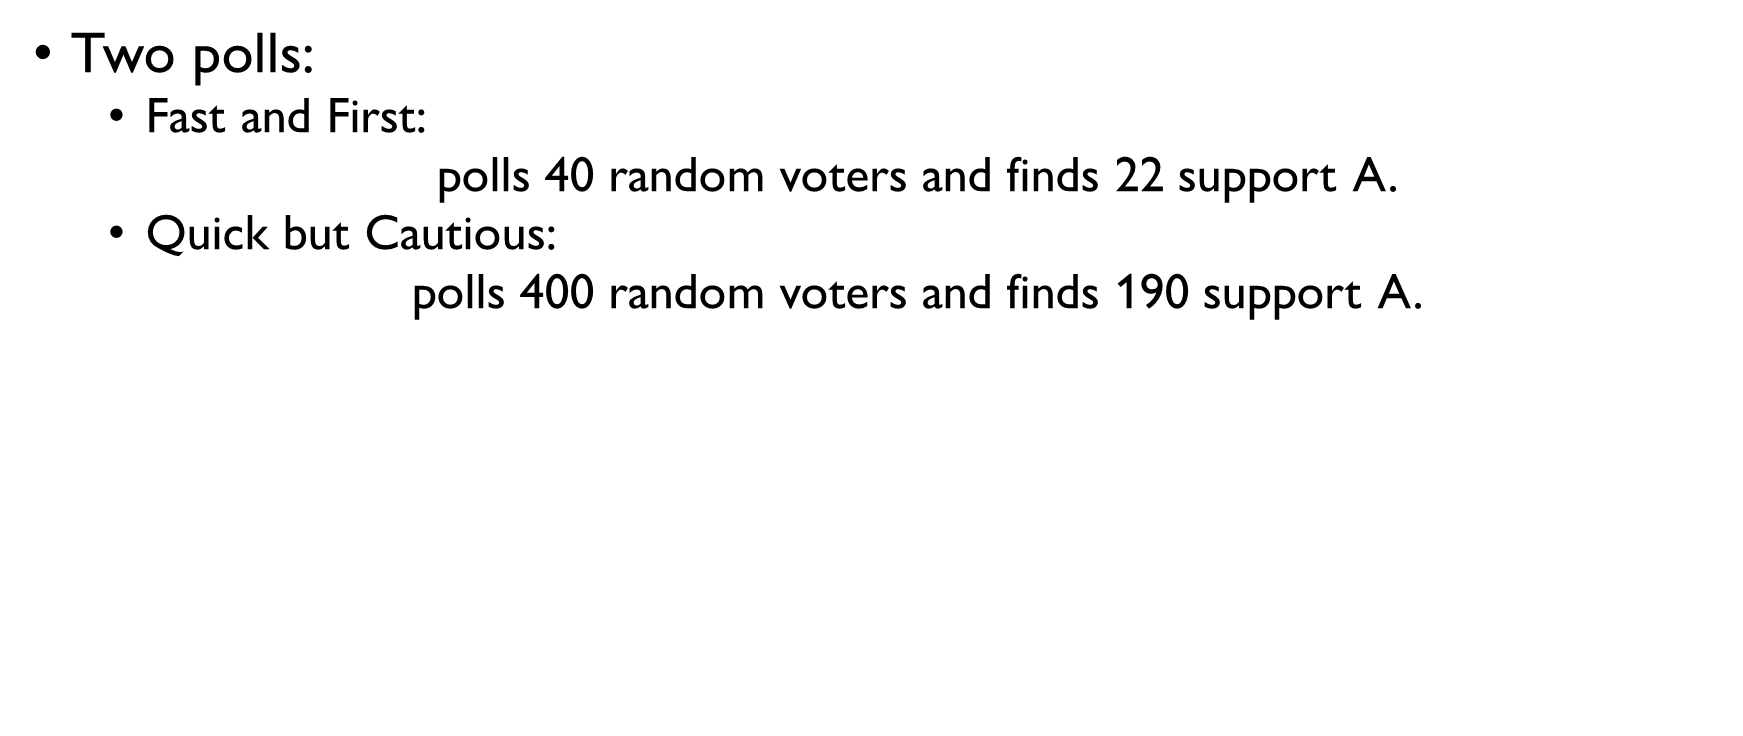 • Two polls:
• Fast and First:
polls 40 random voters and finds 22 support A.
• Quick but Cautious:
polls 400 random voters and finds 190 support A.